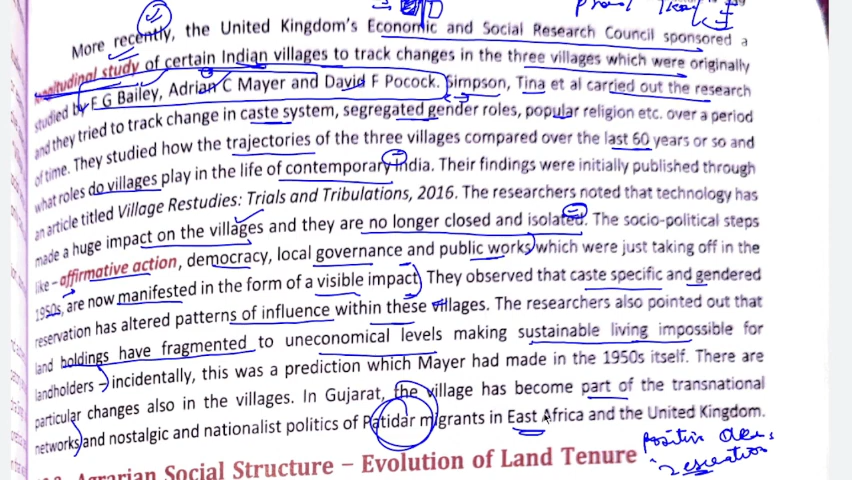 More recently, the United Kingdom's Economic and Social Research Council sponsored a
longitudinal study of certain Indian villages to track changes in the three villages which were originally
studied by F G Bailey, Adrian C Mayer and David F Pocock. Simpson, Tina et al carried out the research
and they tried to track change in caste system, segregated gender roles, popular religion etc. over a period
of time. They studied how the trajectories of the three villages compared over the last 60 years or so and
what roles do villages play in the life of contemporary India. Their findings were initially published through
an article titled Village Restudies: Trials and Tribulations, 2016. The researchers noted that technology has
made a huge impact on the villages and they are no longer closed and isolated. The socio-political steps
like affirmative action, democracy, local governance and public works which were just taking off in the
1950s, are now manifested in the form of a visible impact. They observed that caste specific and gendered
reservation has altered patterns of influence within these villages. The researchers also pointed out that
land holdings have fragmented to uneconomical levels making sustainable living impossible for
landholders – incidentally, this was a prediction which Mayer had made in the 1950s itself. There are
particular changes also in the villages. In Gujarat, the village has become part of the transnational
networks and nostalgic and nationalist politics of Patidar migrants in East Africa and the United Kingdom.
Agrarian Social Structure – Evolution of Land Tenure